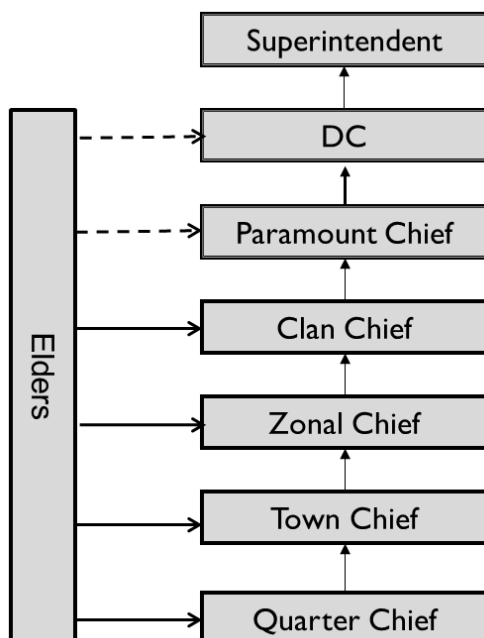 Superintendent
DC
Paramount Chief
Clan Chief
Elders
Zonal Chief
Town Chief
Quarter Chief